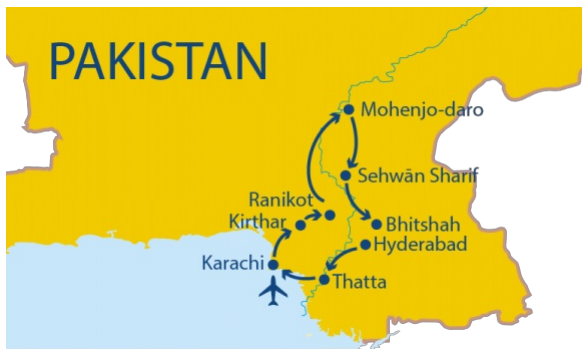 PAKISTAN
Mohenjo-daro
Sehwān Sharif
Ranikot
Kirthar
Bhitshah
Hyderabad
Karachi
Thatta